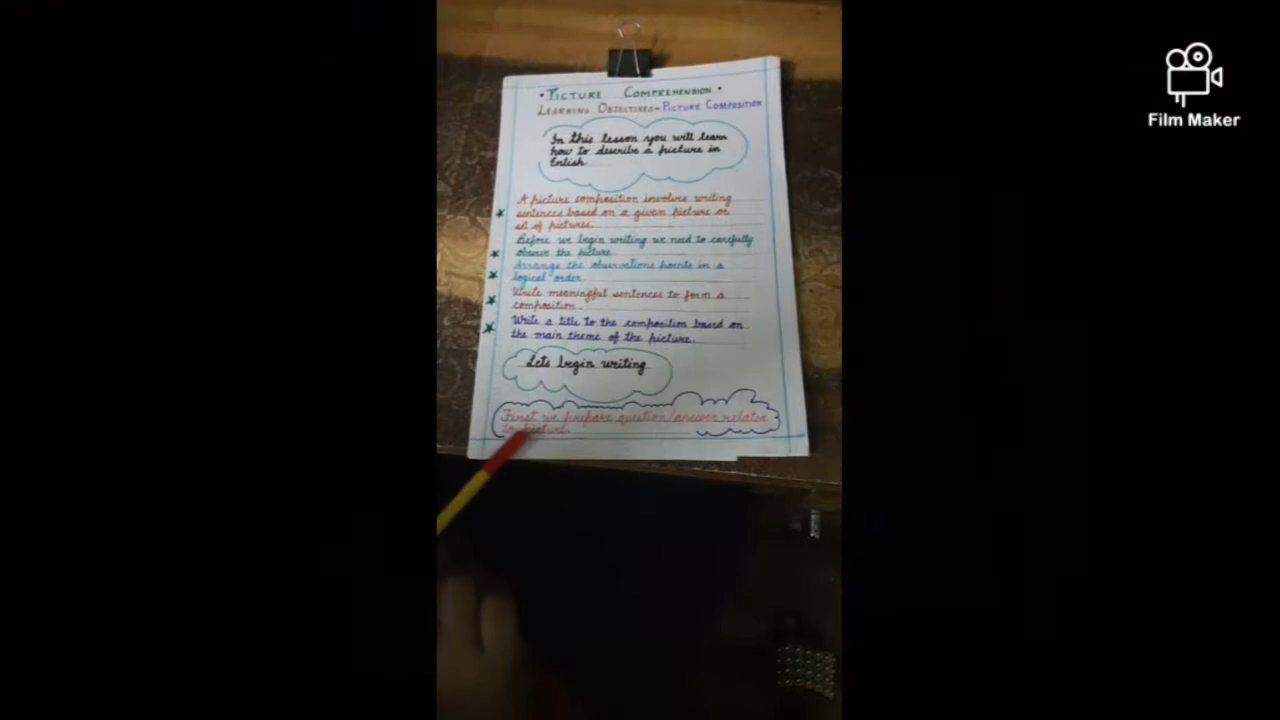 • PICTURE COMPREHENSION •
LEARNING OBJECTIVES - PICTURE COMPOSITION
In this lesson you will learn
how to describe a picture in
Enlish
A picture composition involve writing
sentences based on a given picture or
set of pictures.
Before we begin writing we need to carefully
observe the picture.
Arrange the observations points in a
logical order
Write meaningful sentences to form a
composition.
Write a title to the composition based on
the main theme of the picture.
Lets begin writing
First we prepare question/answer related
to picture.
Film Maker